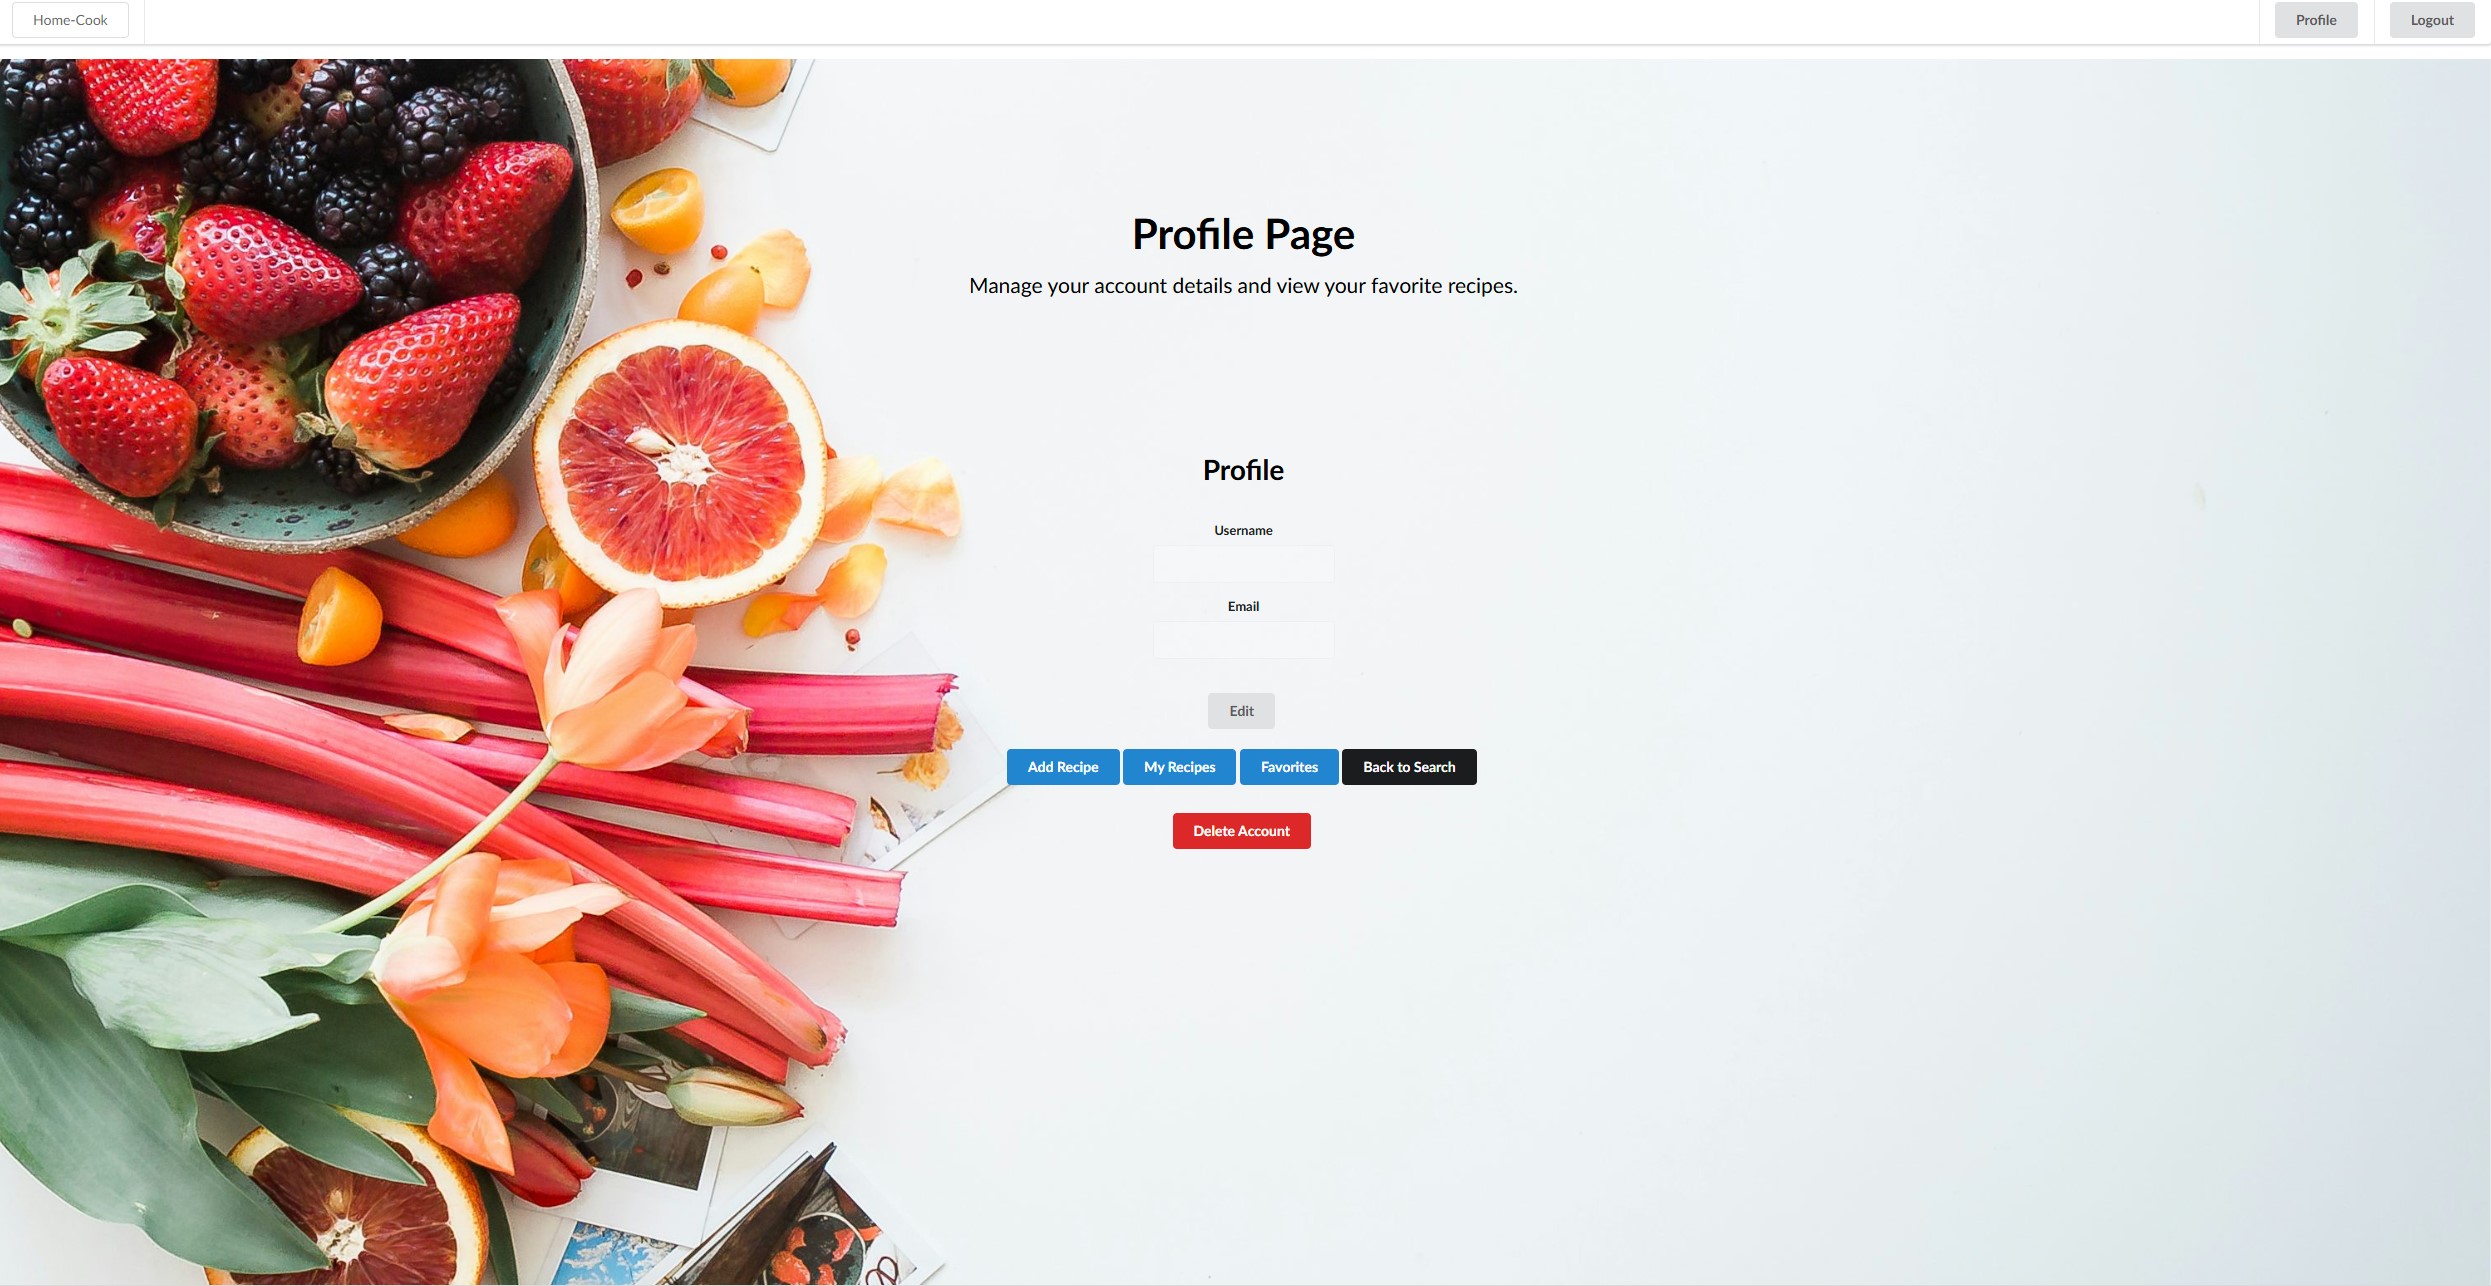 Home-Cook
Profile
Logout
Profile Page
Manage your account details and view your favorite recipes.
Profile
Username
Email
Edit
Add Recipe
My Recipes
Favorites
Back to Search
Delete Account